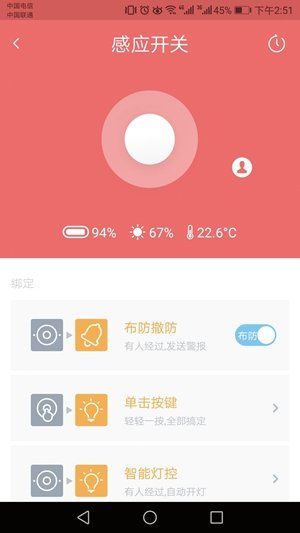 中国电信
中国联通
4G 3G 45% 下午2:51
感应开关
94% 67% 22.6°C
绑定
布防撤防
有人经过,发送警报
布防
单击按键
轻轻一按,全部搞定
智能灯控
有人经过,自动开灯